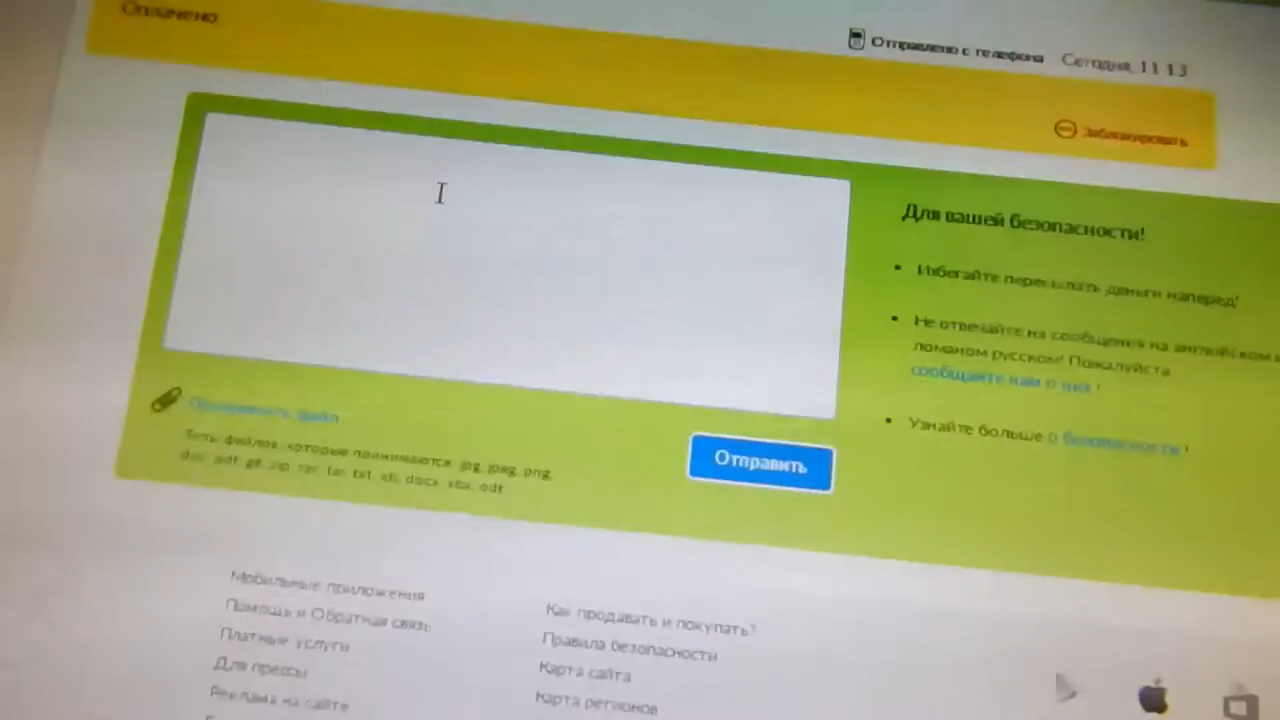 Оплачено
Отправлено с телефона Сегодня, 11:13
Заблокировать
Для вашей безопасности!
Избегайте пересылать деньги наперед!
Не отвечайте на сообщения на английском и
ломаном русском! Пожалуйста,
сообщайте нам о них !
Узнайте больше о безопасности !
Прикрепить файл
Типы файлов, которые принимаются: jpg, jpeg, png,
doc, pdf, gif, zip, rar, tar, txt, xls, docx, xlsx, odt
Отправить
Мобильные приложения
Помощь и Обратная связь
Платные услуги
Для прессы
Реклама на сайте
Как продавать и покупать?
Правила безопасности
Карта сайта
Карта регионов